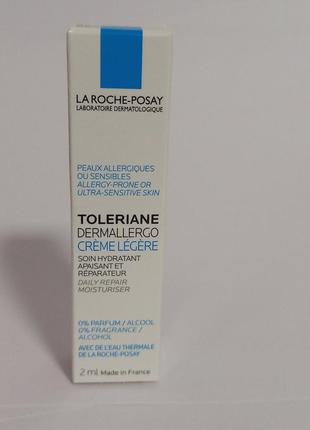 LA ROCHE-POSAY
LABORATOIRE DERMATOLOGIQUE
PEAUX ALLERGIQUES
OU SENSIBLES
ALLERGY-PRONE OR
ULTRA-SENSITIVE SKIN
TOLERIANE
DERMALLERGO
CRÈME LÉGÈRE
SOIN HYDRATANT
APAISANT ET
RÉPARATEUR
DAILY REPAIR
MOISTURISER
0% PARFUM / ALCOOL
0% FRAGRANCE /
ALCOHOL
AVEC DE L'EAU THERMALE
DE LA ROCHE-POSAY
2 ml Made in France